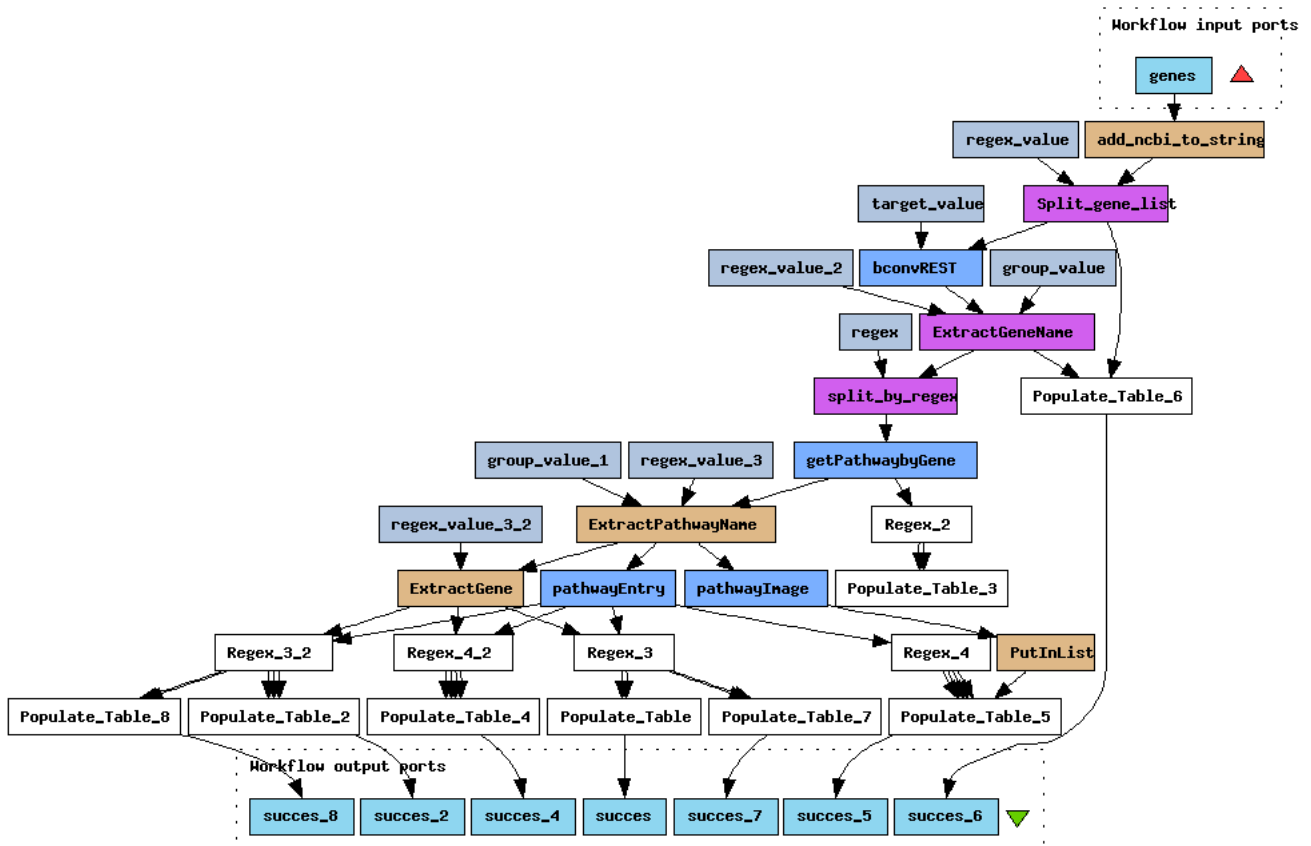 Workflow input ports
genes
regex_value
add_ncbi_to_string
target_value
Split_gene_list
regex_value_2
bconvREST
group_value
regex
ExtractGeneName
split_by_regex
Populate_Table_6
group_value_1
regex_value_3
getPathwaybyGene
regex_value_3_2
ExtractPathwayName
Regex_2
ExtractGene
pathwayEntry
pathwayImage
Populate_Table_3
Regex_3_2
Regex_4_2
Regex_3
Regex_4
PutInList
Populate_Table_8
Populate_Table_2
Populate_Table_4
Populate_Table
Populate_Table_7
Populate_Table_5
Workflow output ports
succes_8
succes_2
succes_4
succes
succes_7
succes_5
succes_6